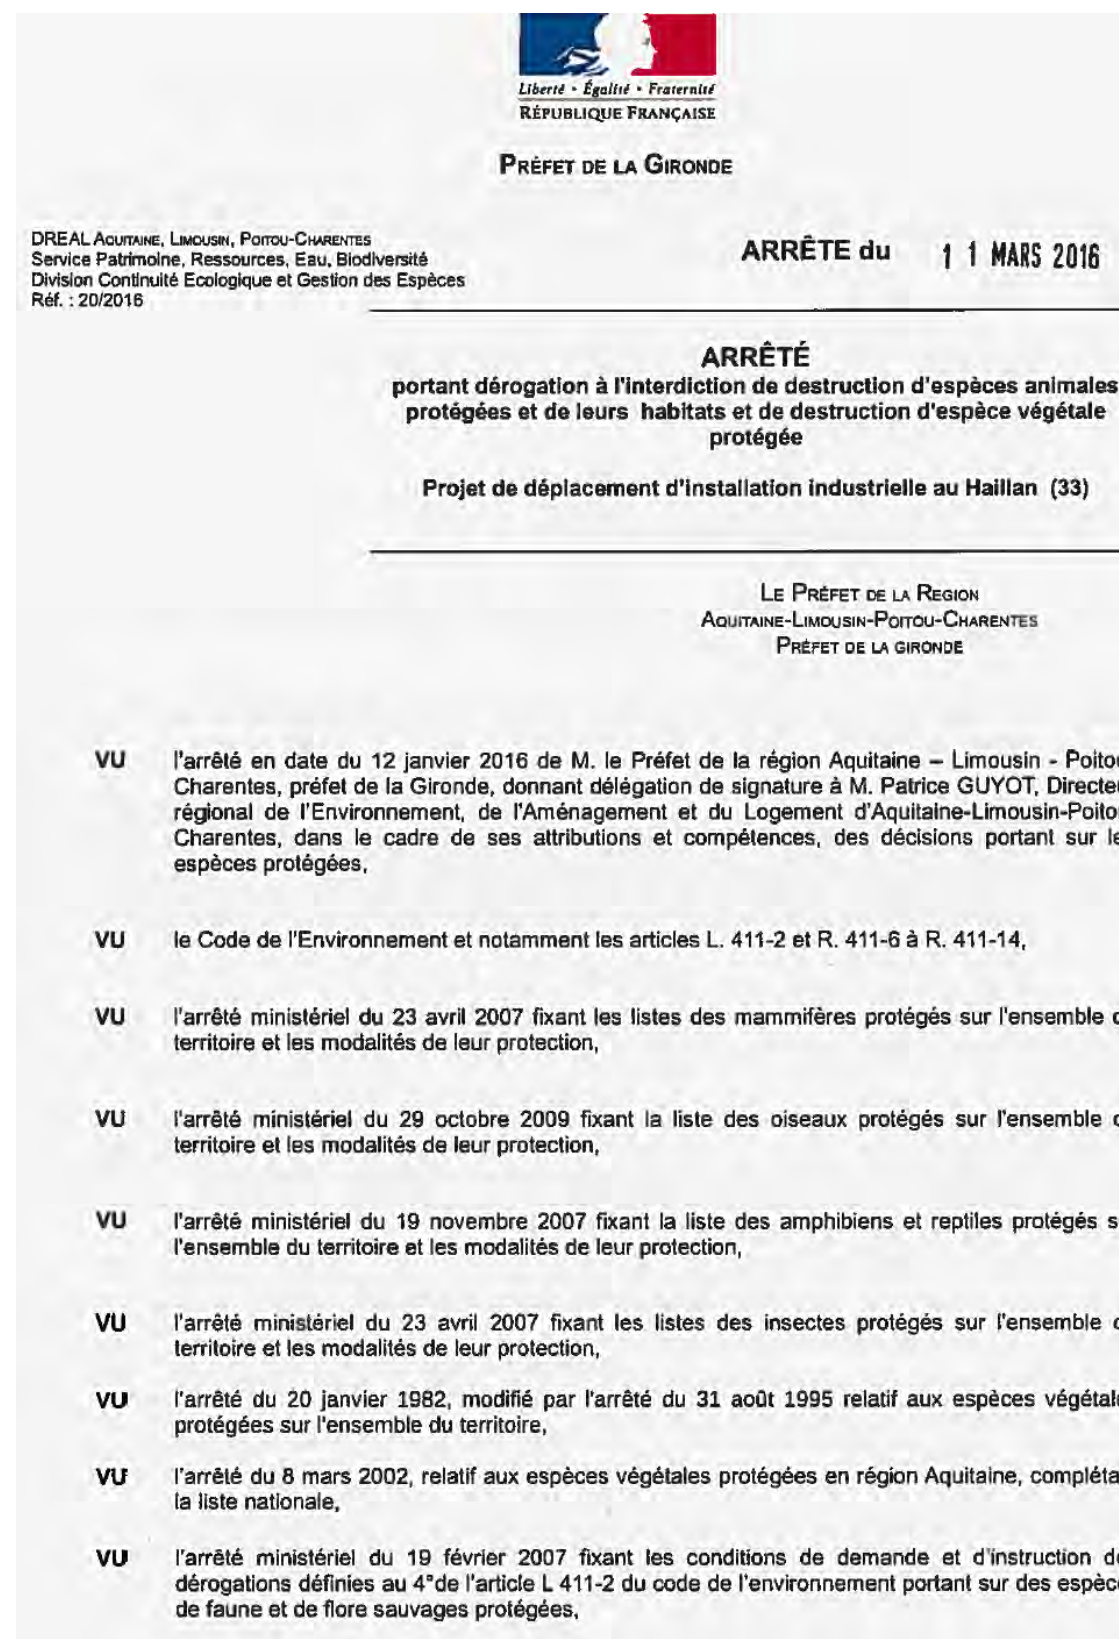 Liberté • Égalité • Fraternité
RÉPUBLIQUE FRANÇAISE
PRÉFET DE LA GIRONDE
DREAL AQUITAINE, LIMOUSIN, POITOU-CHARENTES
Service Patrimoine, Ressources, Eau, Biodiversité
Division Continuité Ecologique et Gestion des Espèces
Réf. : 20/2016
ARRÊTE du 1 1 MARS 2016
ARRÊTÉ
portant dérogation à l'interdiction de destruction d'espèces animales
protégées et de leurs habitats et de destruction d'espèce végétale
protégée
Projet de déplacement d'installation industrielle au Haillan (33)
LE PRÉFET DE LA REGION
AQUITAINE-LIMOUSIN-POITOU-CHARENTES
PRÉFET DE LA GIRONDE
VU l'arrêté en date du 12 janvier 2016 de M. le Préfet de la région Aquitaine – Limousin - Poitou
Charentes, préfet de la Gironde, donnant délégation de signature à M. Patrice GUYOT, Directeu
régional de l'Environnement, de l'Aménagement et du Logement d'Aquitaine-Limousin-Poitou
Charentes, dans le cadre de ses attributions et compétences, des décisions portant sur le
espèces protégées,
VU le Code de l'Environnement et notamment les articles L. 411-2 et R. 411-6 à R. 411-14,
VU l'arrêté ministériel du 23 avril 2007 fixant les listes des mammifères protégés sur l'ensemble d
territoire et les modalités de leur protection,
VU l'arrêté ministériel du 29 octobre 2009 fixant la liste des oiseaux protégés sur l'ensemble d
territoire et les modalités de leur protection,
VU l'arrêté ministériel du 19 novembre 2007 fixant la liste des amphibiens et reptiles protégés s
l'ensemble du territoire et les modalités de leur protection,
VU l'arrêté ministériel du 23 avril 2007 fixant les listes des insectes protégés sur l'ensemble d
territoire et les modalités de leur protection,
VU l'arrêté du 20 janvier 1982, modifié par l'arrêté du 31 août 1995 relatif aux espèces végétale
protégées sur l'ensemble du territoire,
VU l'arrêté du 8 mars 2002, relatif aux espèces végétales protégées en région Aquitaine, complétan
la liste nationale,
VU l'arrêté ministériel du 19 février 2007 fixant les conditions de demande et d'instruction de
dérogations définies au 4°de l'article L 411-2 du code de l'environnement portant sur des espèce
de faune et de flore sauvages protégées,